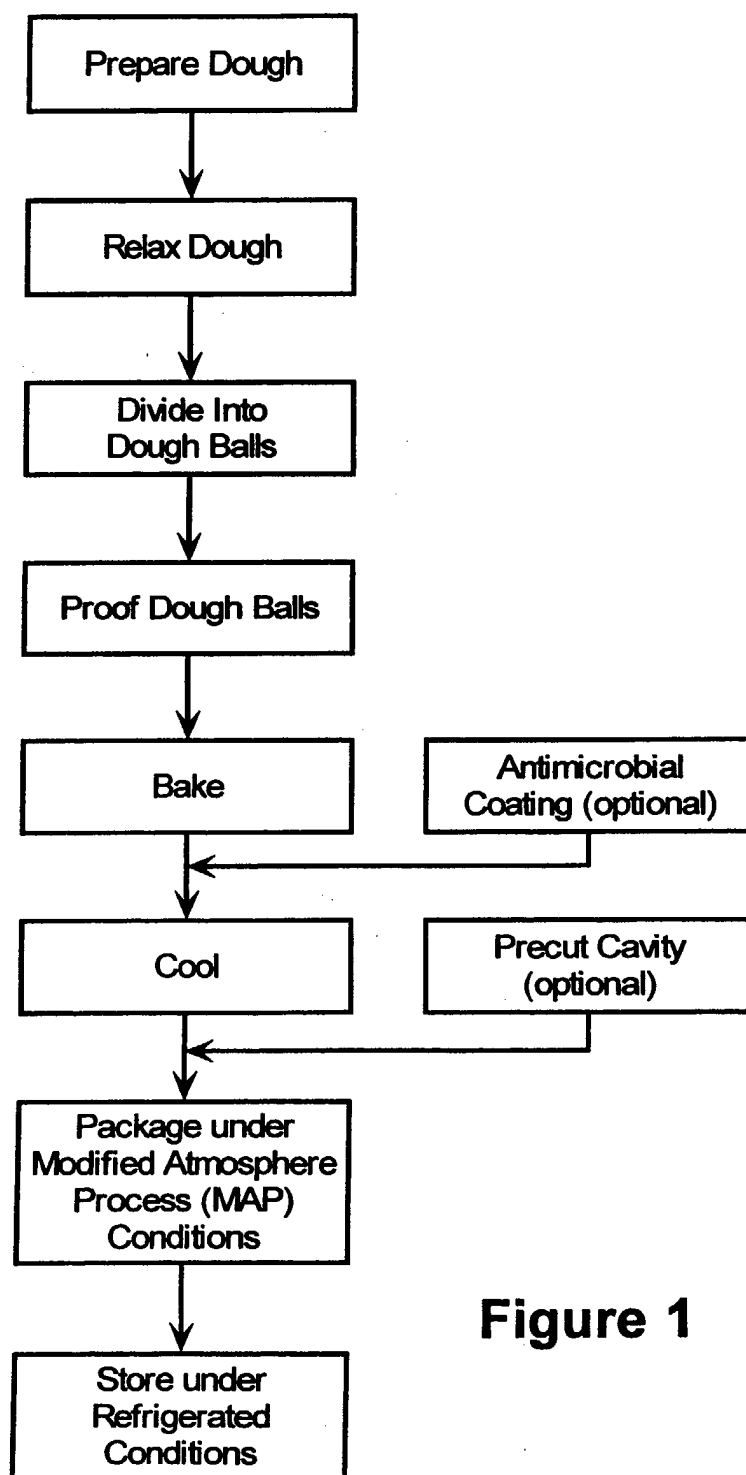 Prepare Dough
Relax Dough
Divide Into
Dough Balls
Proof Dough Balls
Bake
Antimicrobial
Coating (optional)
Cool
Precut Cavity
(optional)
Package under
Modified Atmosphere
Process (MAP)
Conditions
Store under
Refrigerated
Conditions
Figure 1